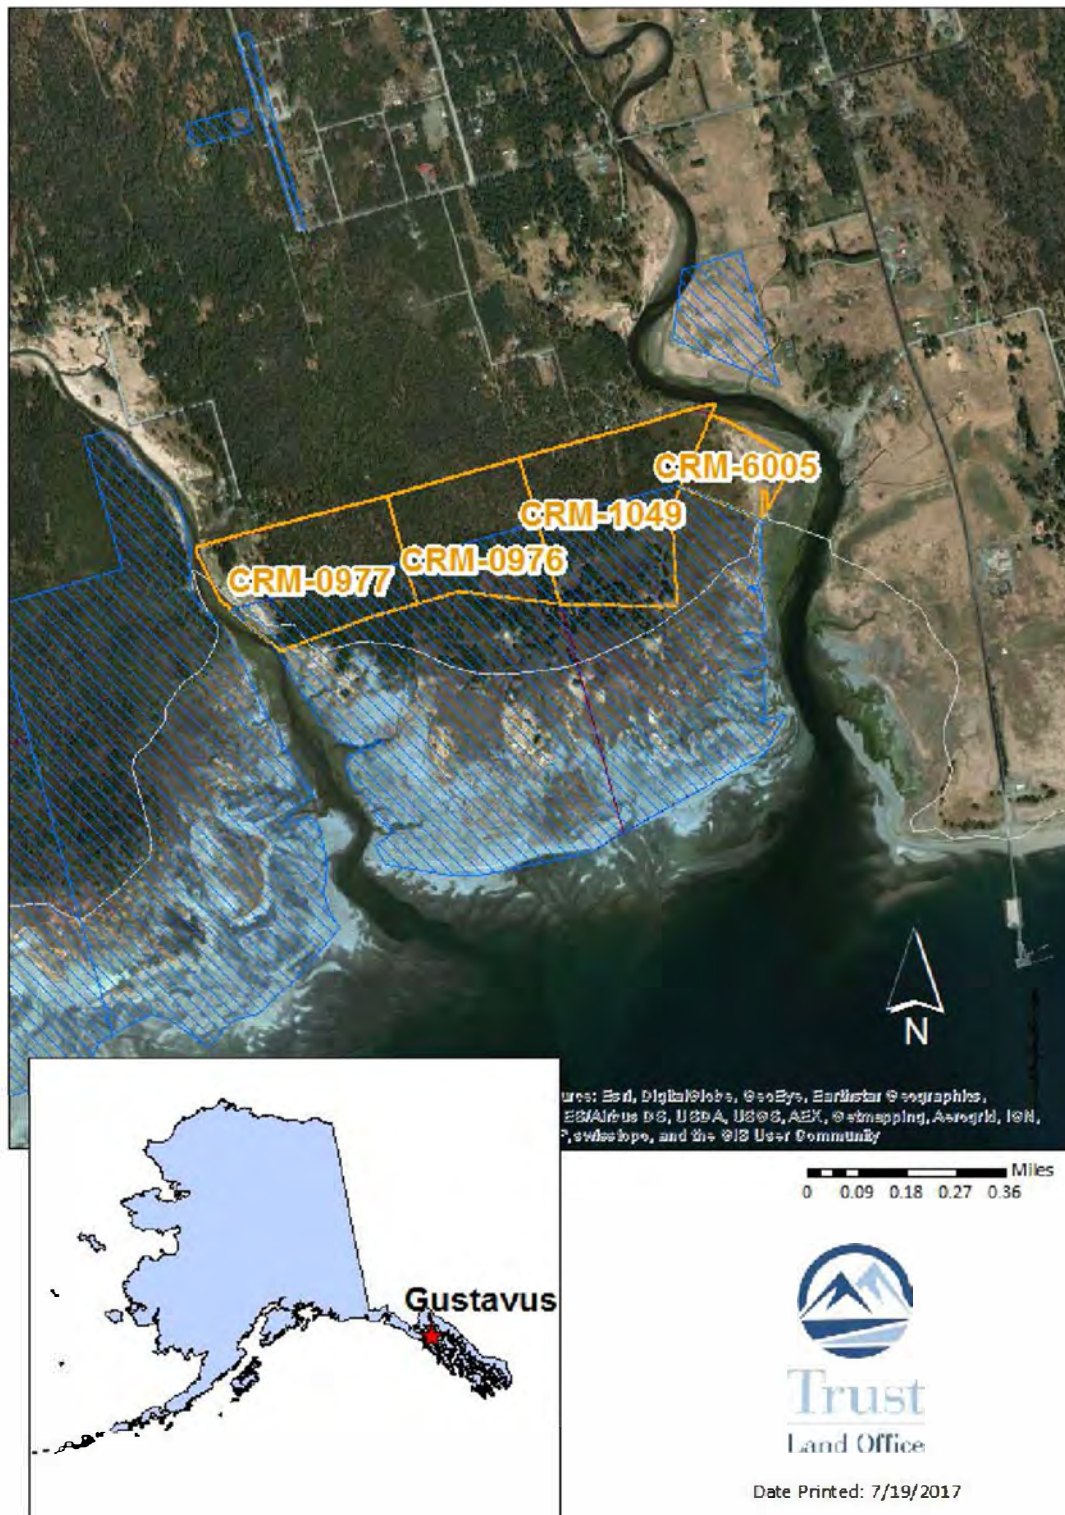 CRM-6005
CRM-1049
CRM-0976
CRM-0977
N
Esri, DigitalGlobe, GeoEye, Earthstar Geographics,
DS, USDA, USGS, AEX, Getmapping, Aerogrid, IGN,
swisstopo, and the GIS User Community
Miles
0 0.09 0.18 0.27 0.36
Gustavus
Trust
Land Office
Date Printed: 7/19/2017